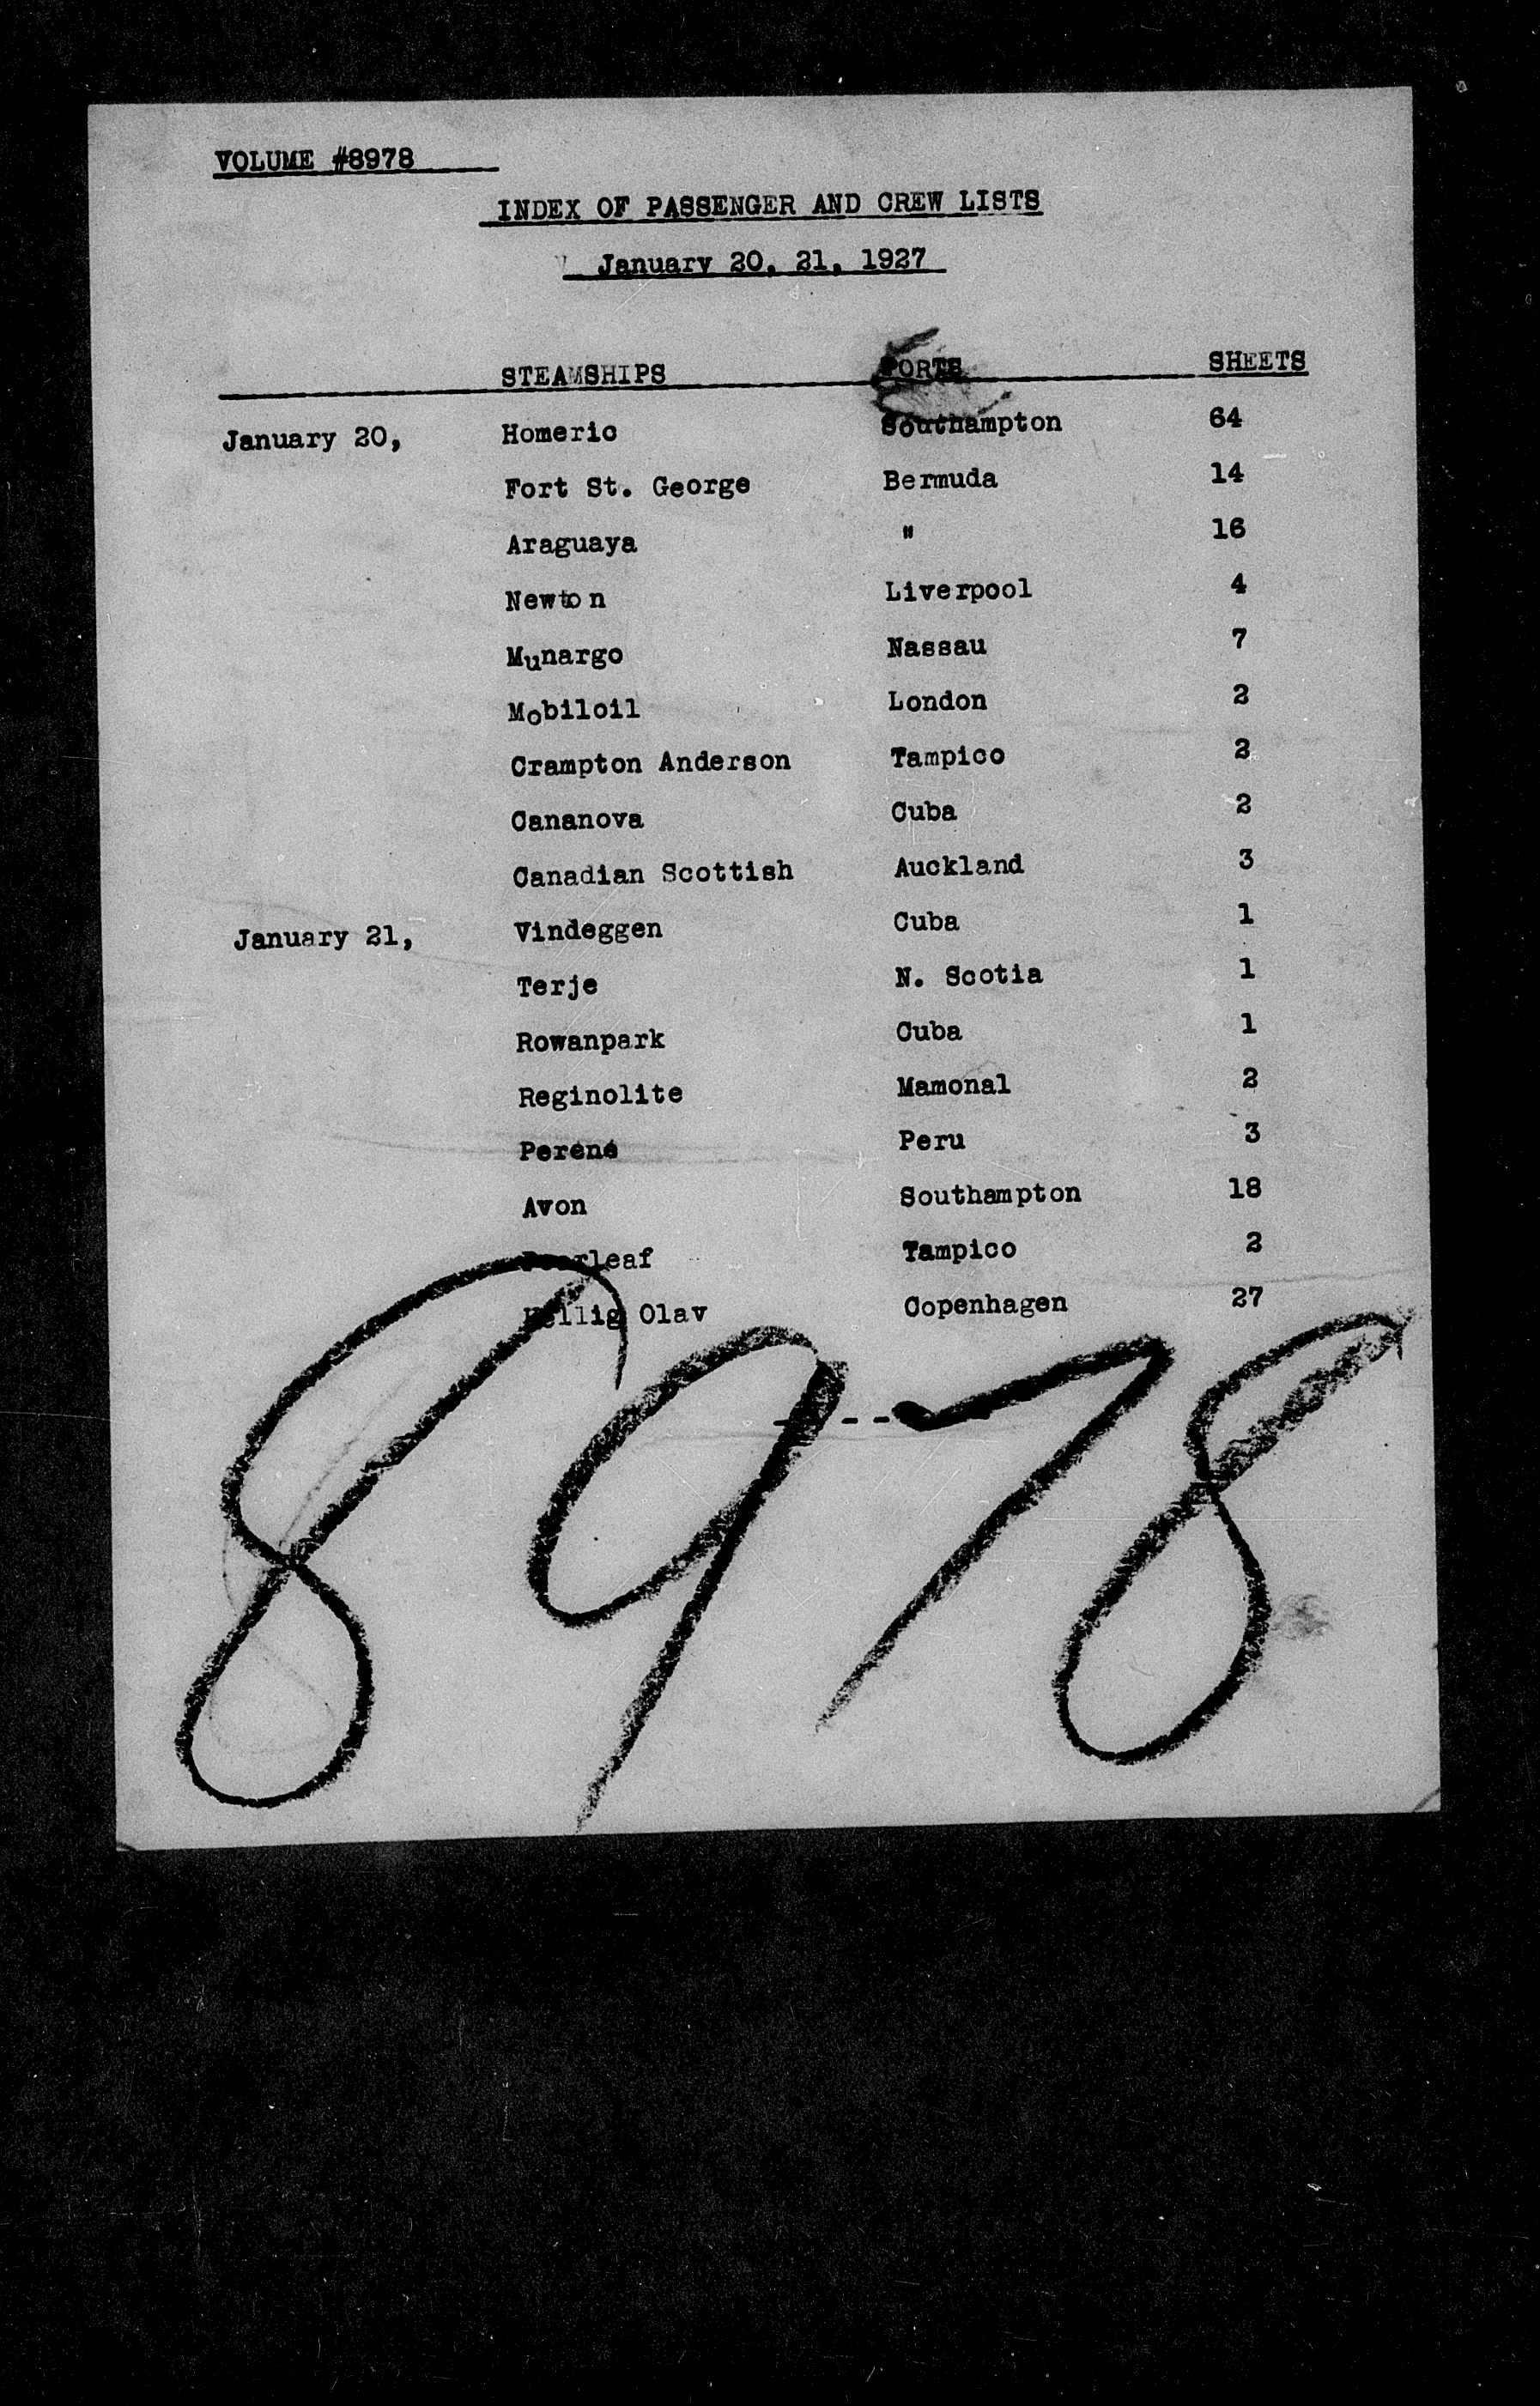 VOLUME #8978
INDEX OF PASSENGER AND CREW LISTS
January 20, 21, 1927
STEAMSHIPS PORTS SHEETS
January 20, Homeric Southampton 64
Fort St. George Bermuda 14
Araguaya " 16
Newton Liverpool 4
Munargo Nassau 7
Mobiloil London 2
Crampton Anderson Tampico 2
Cananova Cuba 2
Canadian Scottish Auckland 3
January 21, Vindeggen Cuba 1
Terje N. Scotia 1
Rowanpark Cuba 1
Reginolite Mamonal 2
Perené Peru 3
Avon Southampton 18
Tampico 2
Hellig Olav Copenhagen 27
8978